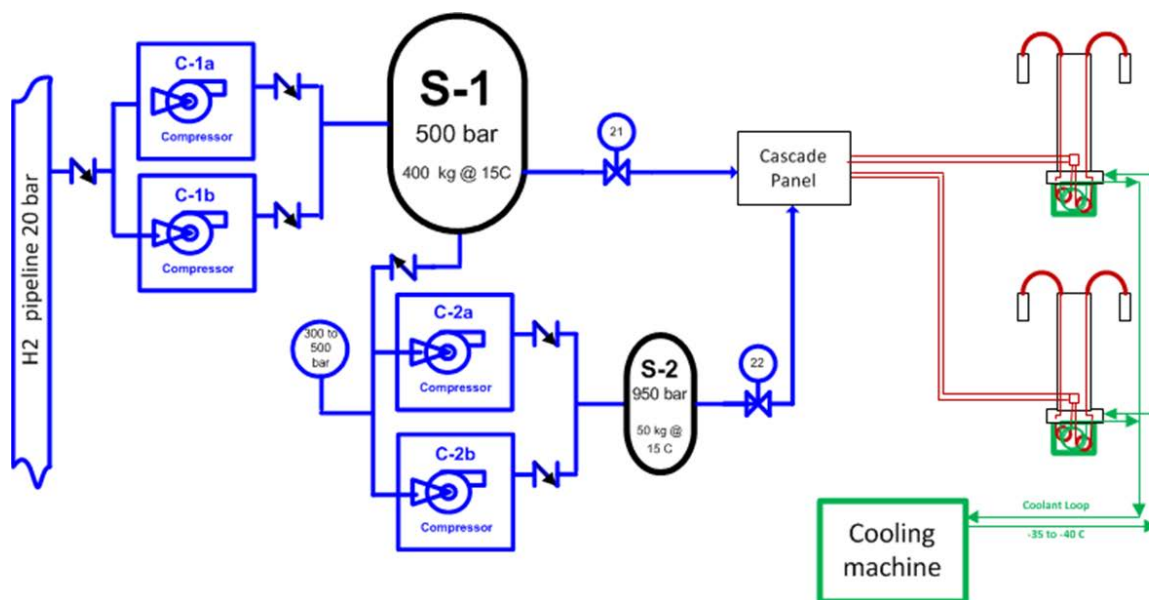 H2 pipeline 20 bar
C-1a
Compressor
C-1b
Compressor
S-1
500 bar
400 kg @ 15C
21
Cascade
Panel
300 to
500
bar
C-2a
Compressor
C-2b
Compressor
S-2
950 bar
50 kg @
15 C
22
Coolant Loop
-35 to -40 C
Cooling
machine